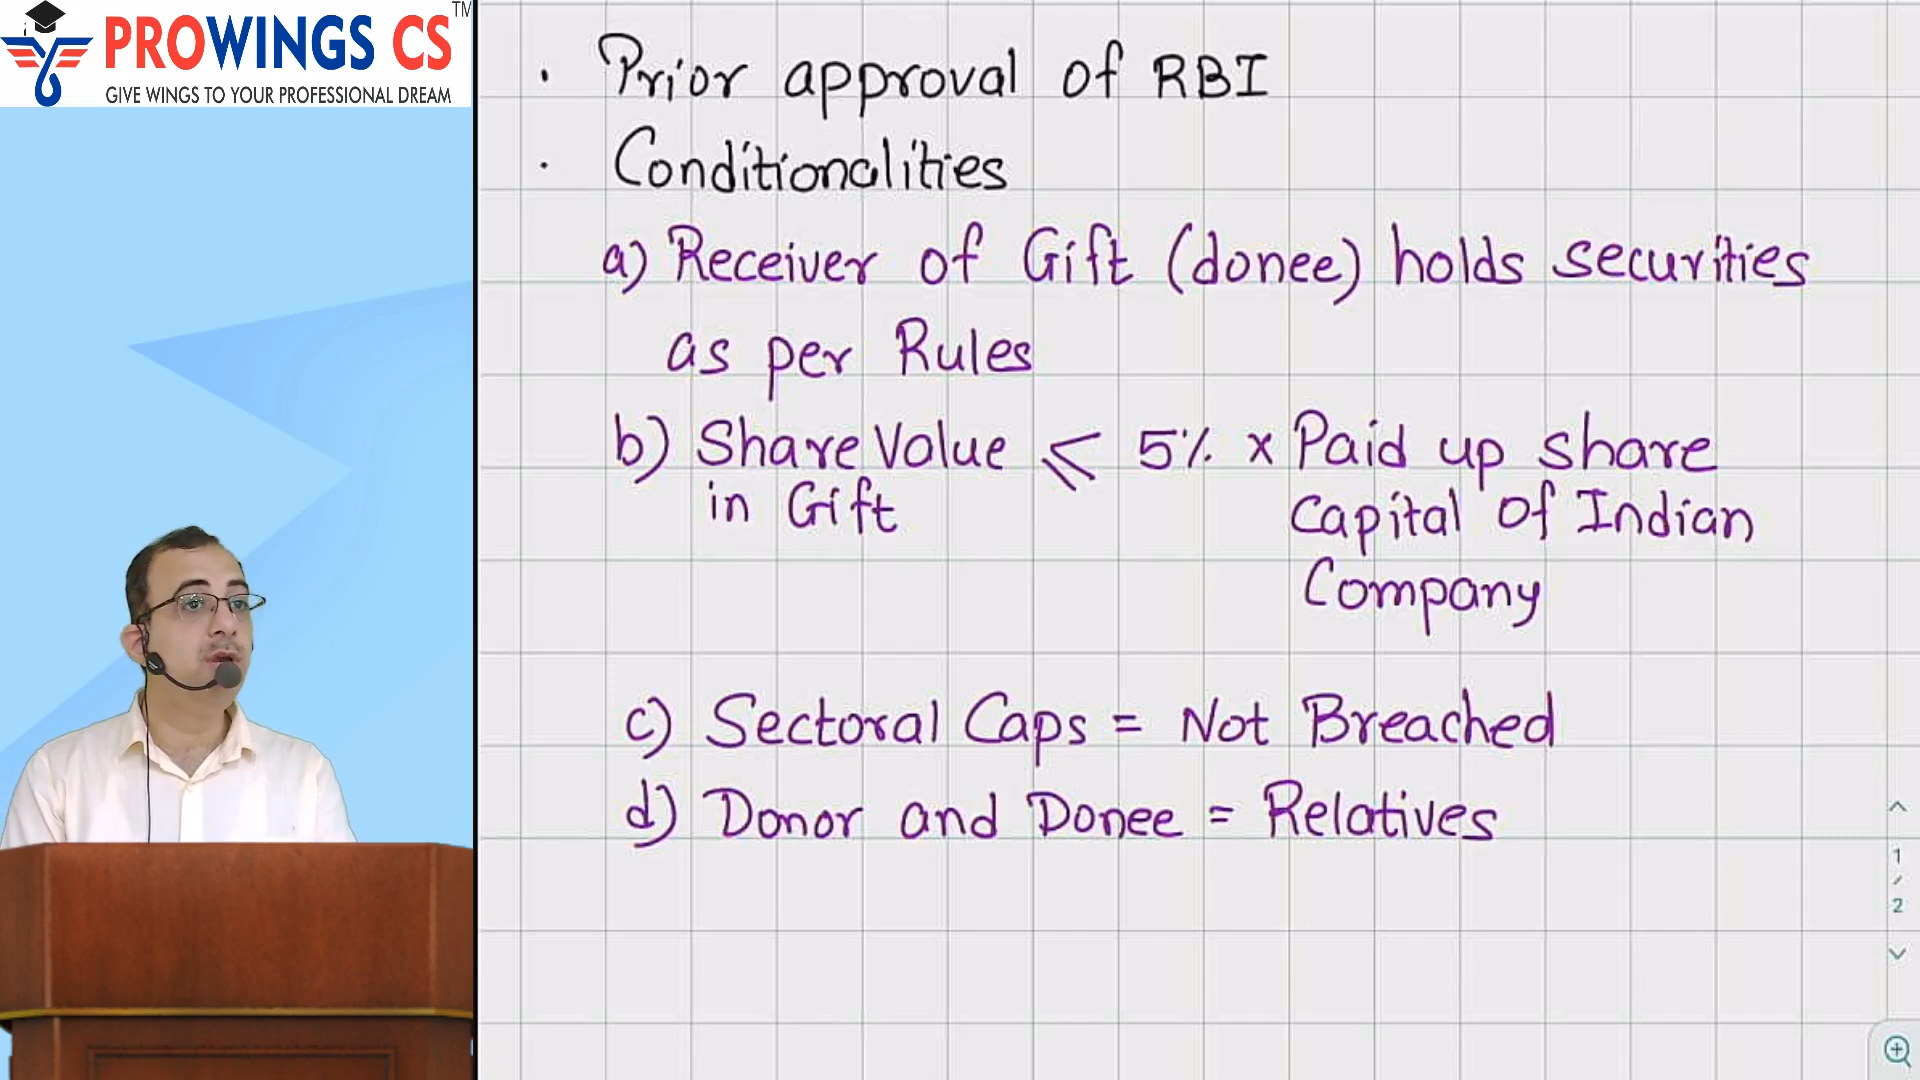 PROWINGS CS TM
GIVE WINGS TO YOUR PROFESSIONAL DREAM
· Prior approval of RBI
· Conditionalities
a) Receiver of Gift (donee) holds securities
as per Rules
b) Share Value ≤ 5% x Paid up share
in Gift Capital of Indian
Company
c) Sectoral Caps = Not Breached
d) Donor and Donee = Relatives
1
/
2